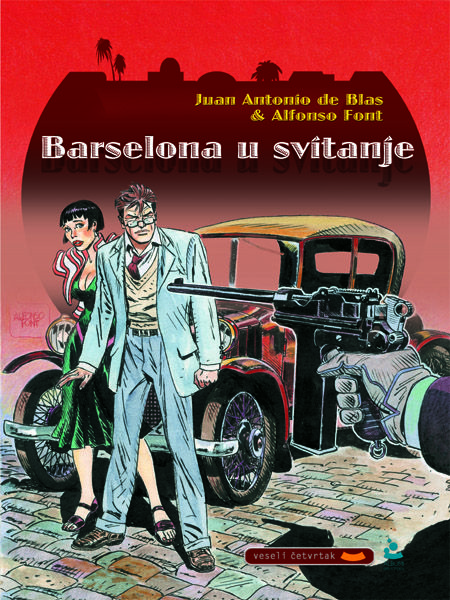 Juan Antonio de Blas
& Alfonso Font
Barselona u svitanje
ALFONSO
FONT
veseli četvrtak